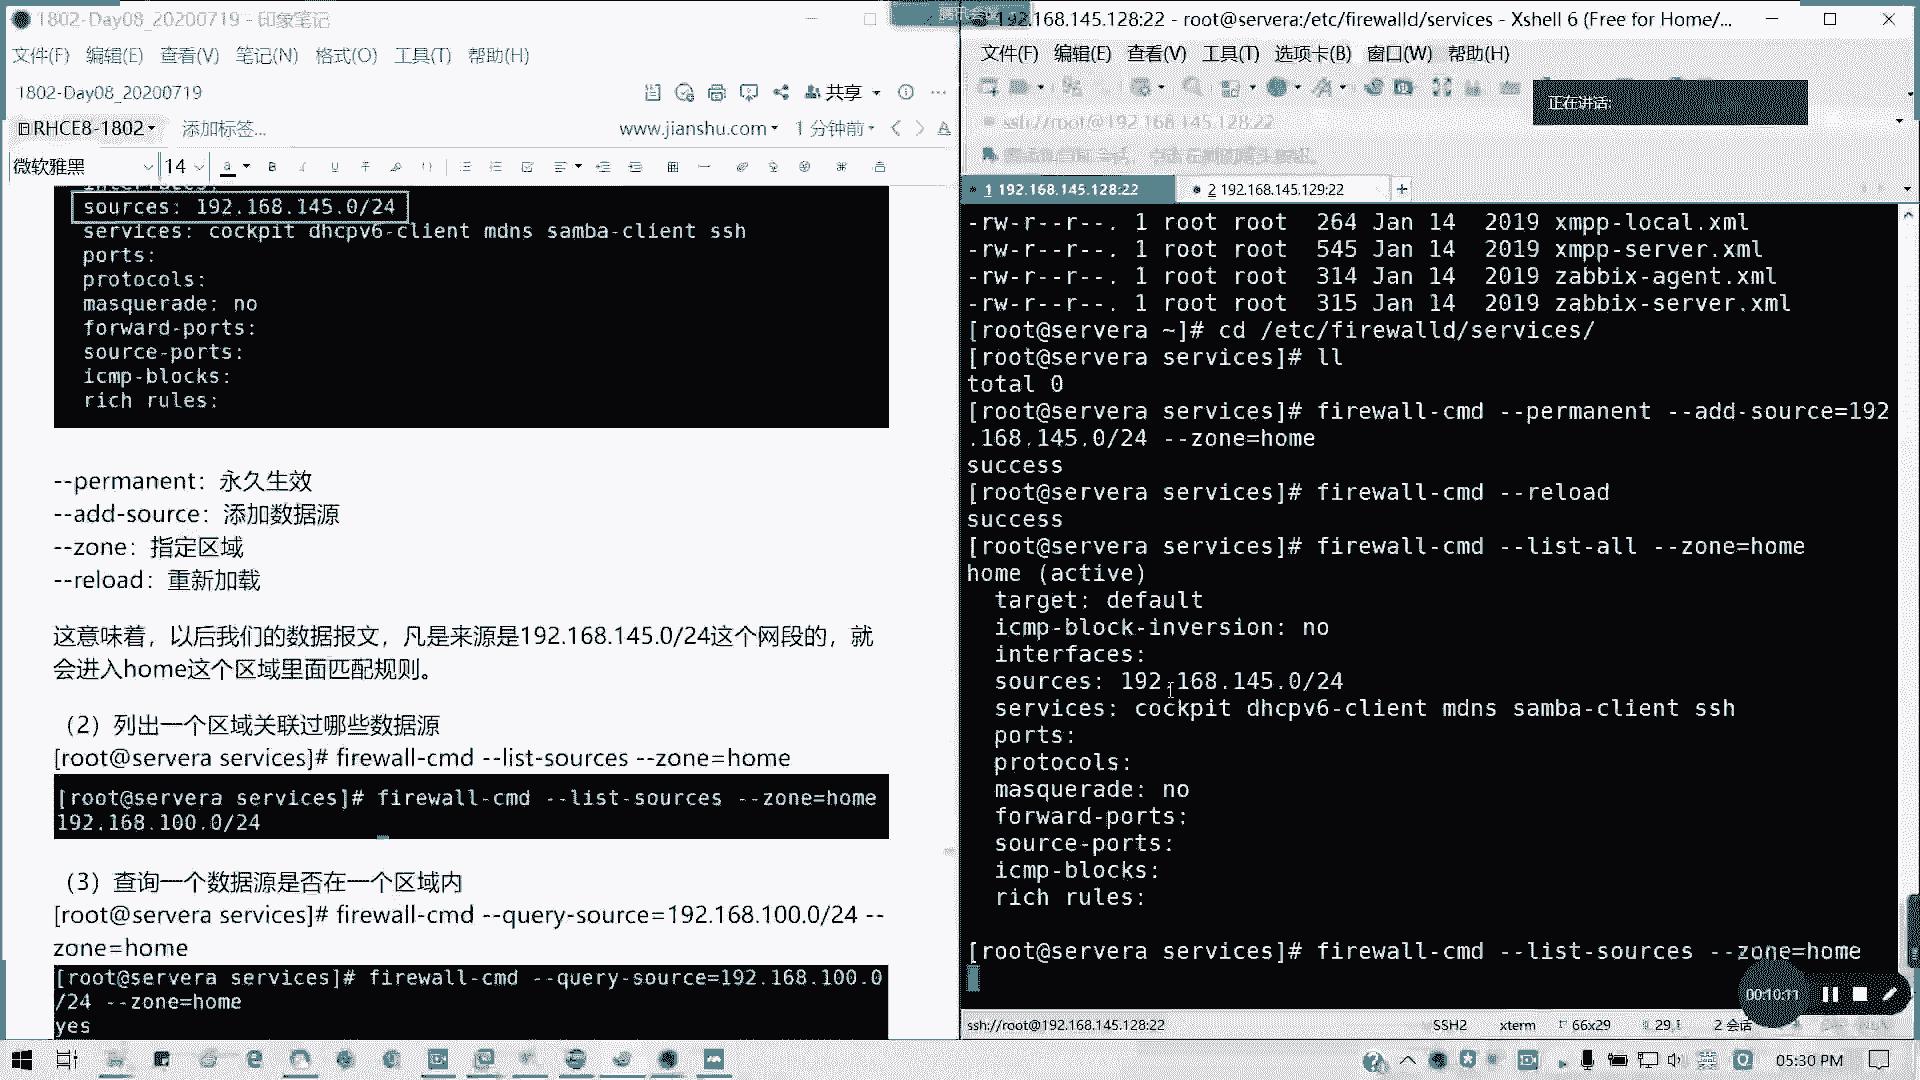 1802-Day08_20200719 - 印象笔记
文件(F) 编辑(E) 查看(V) 笔记(N) 格式(O) 工具(T) 帮助(H)
1802-Day08_20200719
共享
RHCE8-1802 添加标签... www.jianshu.com 1 分钟前
微软雅黑 14
sources: 192.168.145.0/24
services: cockpit dhcpv6-client mdns samba-client ssh
ports:
protocols:
masquerade: no
forward-ports:
source-ports:
icmp-blocks:
rich rules:
--permanent：永久生效
--add-source：添加数据源
--zone：指定区域
--reload：重新加载
这意味着，以后我们的数据报文，凡是来源是192.168.145.0/24这个网段的，就
会进入home这个区域里面匹配规则。
（2）列出一个区域关联过哪些数据源
[root@servera services]# firewall-cmd --list-sources --zone=home
[root@servera services]# firewall-cmd --list-sources --zone=home
192.168.100.0/24
（3）查询一个数据源是否在一个区域内
[root@servera services]# firewall-cmd --query-source=192.168.100.0/24 --
zone=home
[root@servera services]# firewall-cmd --query-source=192.168.100.0
/24 --zone=home
yes
192.168.145.128:22 - root@servera:/etc/firewalld/services - Xshell 6 (Free for Home/...
文件(F) 编辑(E) 查看(V) 工具(T) 选项卡(B) 窗口(W) 帮助(H)
正在讲话:
ssh://root@192.168.145.128:22
1 192.168.145.128:22 2 192.168.145.129:22 +
-rw-r--r--. 1 root root 264 Jan 14 2019 xmpp-local.xml
-rw-r--r--. 1 root root 545 Jan 14 2019 xmpp-server.xml
-rw-r--r--. 1 root root 314 Jan 14 2019 zabbix-agent.xml
-rw-r--r--. 1 root root 315 Jan 14 2019 zabbix-server.xml
[root@servera ~]# cd /etc/firewalld/services/
[root@servera services]# ll
total 0
[root@servera services]# firewall-cmd --permanent --add-source=192
.168.145.0/24 --zone=home
success
[root@servera services]# firewall-cmd --reload
success
[root@servera services]# firewall-cmd --list-all --zone=home
home (active)
target: default
icmp-block-inversion: no
interfaces:
sources: 192.168.145.0/24
services: cockpit dhcpv6-client mdns samba-client ssh
ports:
protocols:
masquerade: no
forward-ports:
source-ports:
icmp-blocks:
rich rules:
[root@servera services]# firewall-cmd --list-sources --zone=home
00:10:11
ssh://root@192.168.145.128:22 SSH2 xterm 66x29 29,1 2 会话
英 05:30 PM